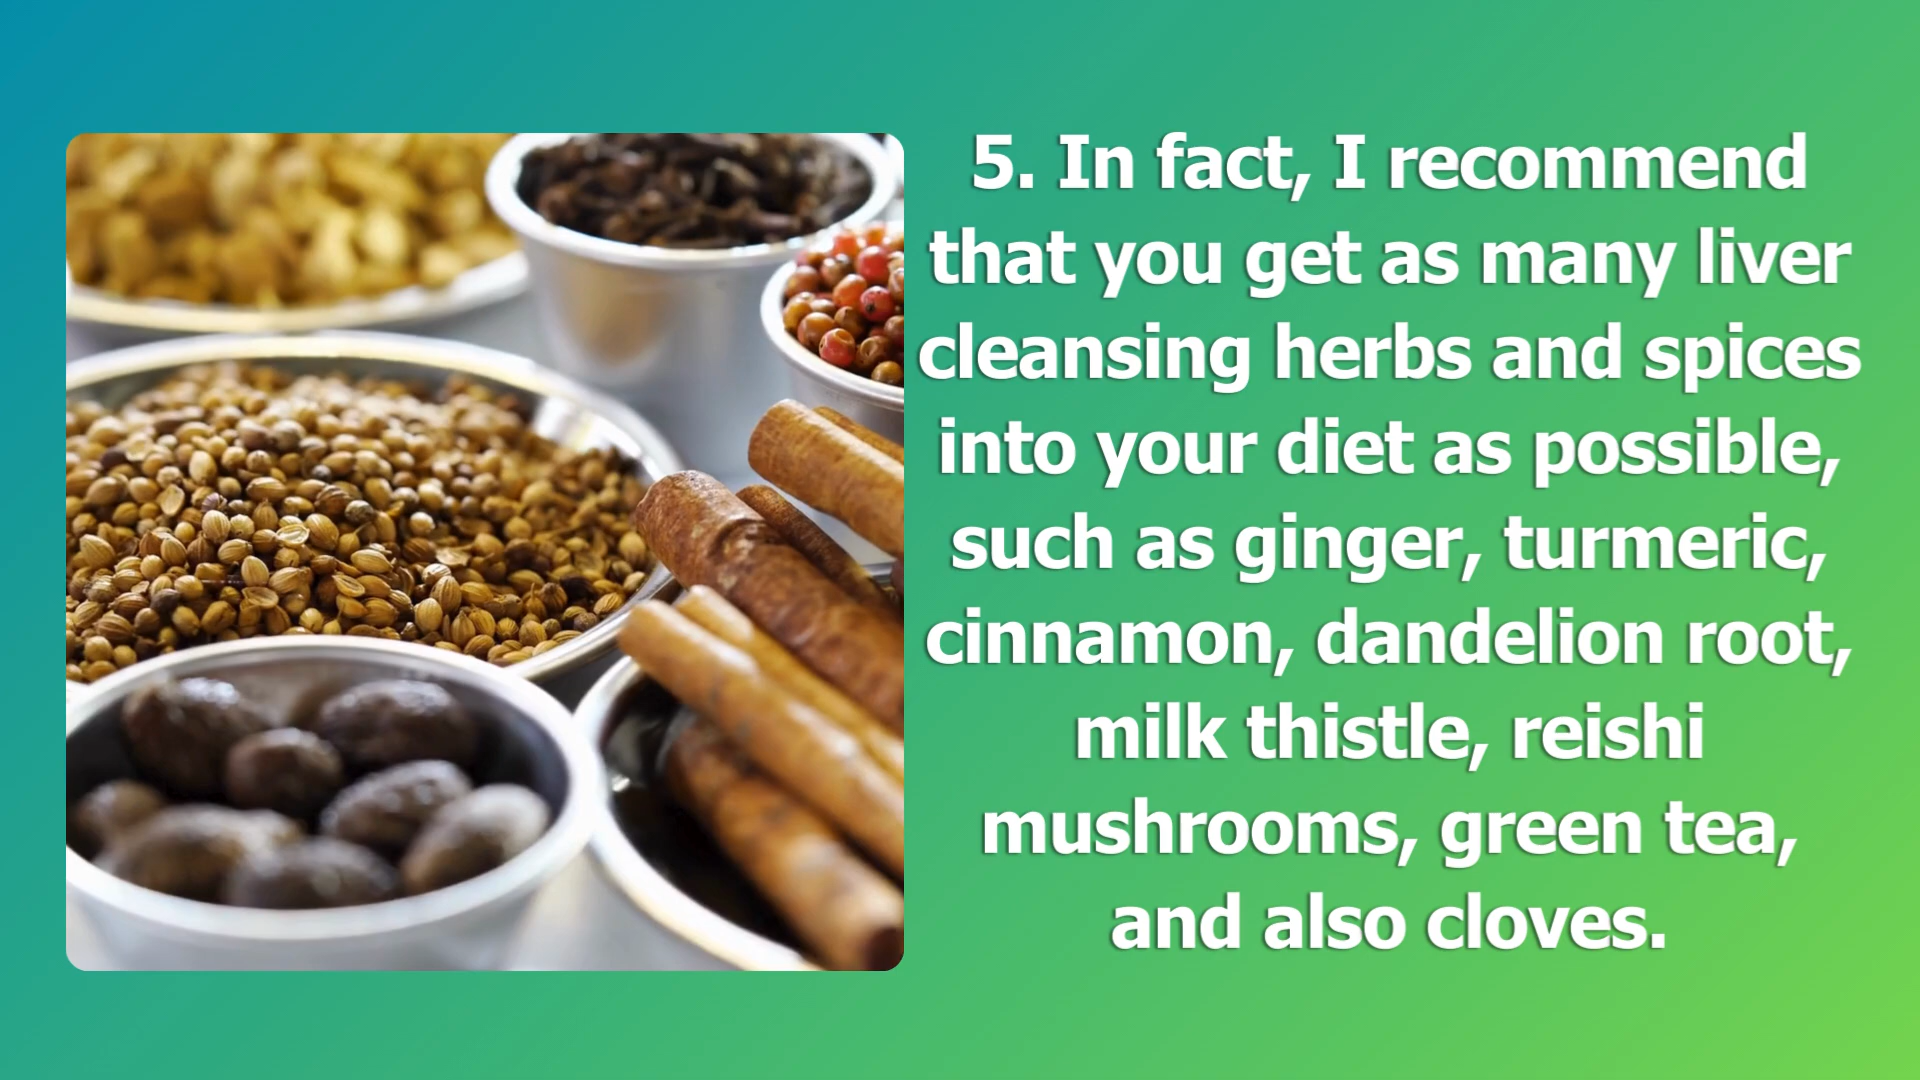 5. In fact, I recommend
that you get as many liver
cleansing herbs and spices
into your diet as possible,
such as ginger, turmeric,
cinnamon, dandelion root,
milk thistle, reishi
mushrooms, green tea,
and also cloves.